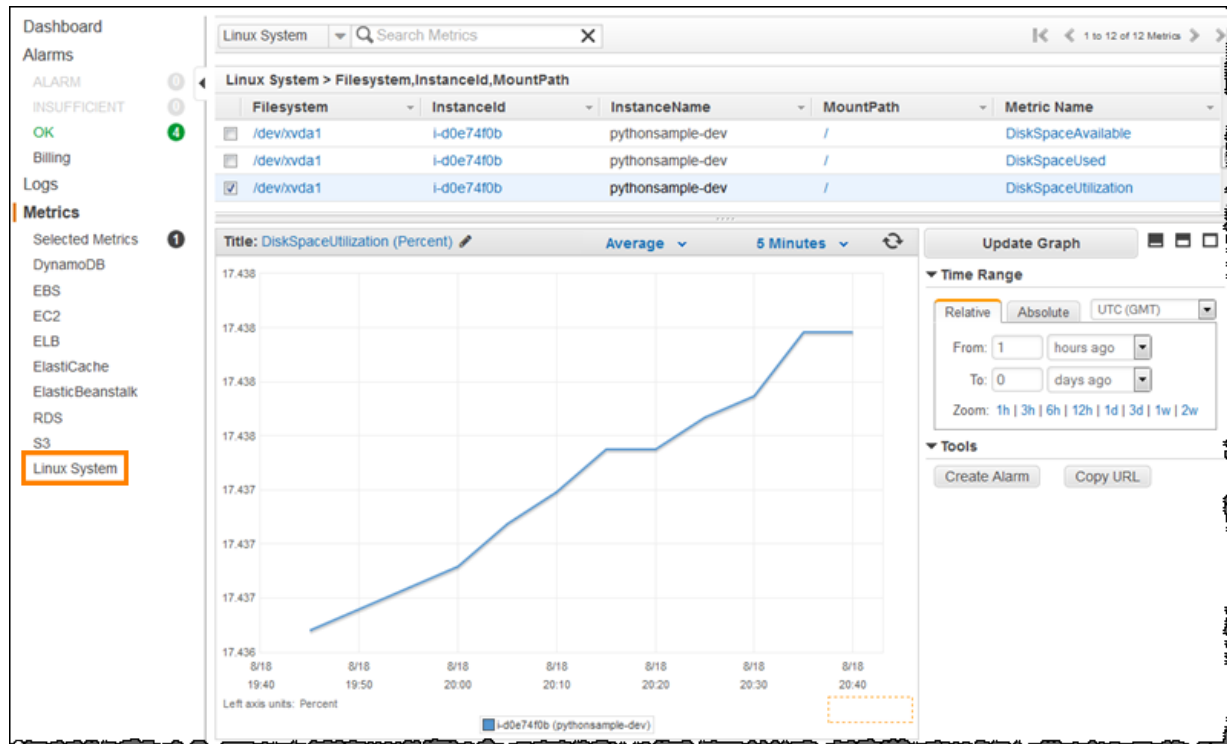 Dashboard
Alarms
ALARM 0
INSUFFICIENT 0
OK 4
Billing
Logs
Metrics
Selected Metrics 1
DynamoDB
EBS
EC2
ELB
ElastiCache
ElasticBeanstalk
RDS
S3
Linux System
Linux System Search Metrics 1 to 12 of 12 Metrics
Linux System > Filesystem,InstanceId,MountPath
Filesystem InstanceId InstanceName MountPath Metric Name
/dev/xvda1 i-d0e74f0b pythonsample-dev / DiskSpaceAvailable
/dev/xvda1 i-d0e74f0b pythonsample-dev / DiskSpaceUsed
/dev/xvda1 i-d0e74f0b pythonsample-dev / DiskSpaceUtilization
Title: DiskSpaceUtilization (Percent) Average 5 Minutes
17.438
17.438
17.438
17.438
17.437
17.437
17.437
17.436
8/18 8/18 8/18 8/18 8/18 8/18 8/18
19:40 19:50 20:00 20:10 20:20 20:30 20:40
Left axis units: Percent
i-d0e74f0b (pythonsample-dev)
Update Graph
Time Range
Relative Absolute UTC (GMT)
From: 1 hours ago
To: 0 days ago
Zoom: 1h | 3h | 6h | 12h | 1d | 3d | 1w | 2w
Tools
Create Alarm Copy URL